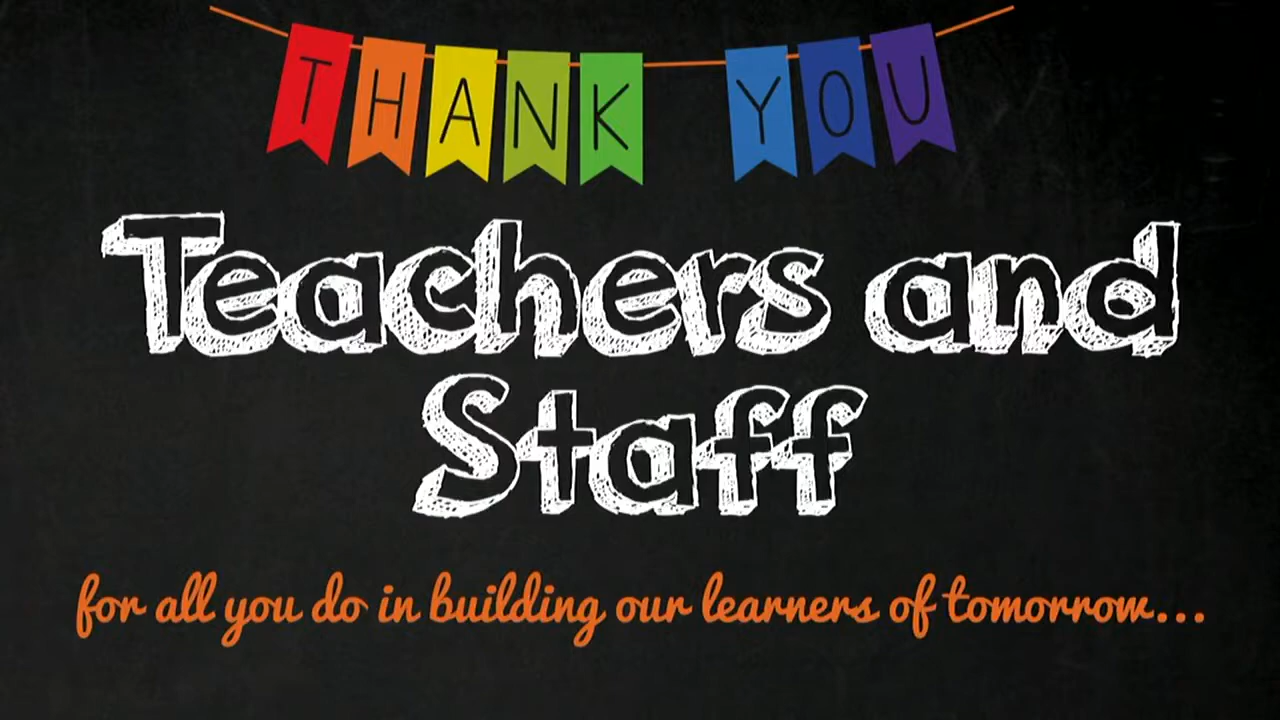 THANK YOU
Teachers and
Staff
for all you do in building our learners of tomorrow...